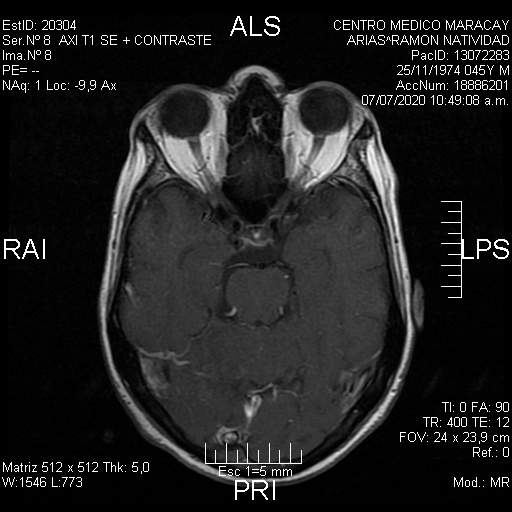 EstID: 20304
Ser.Nº 8 AXI T1 SE + CONTRASTE
Ima.Nº 8
PE= --
NAq: 1 Loc: -9,9 Ax
ALS
CENTRO MEDICO MARACAY
ARIAS^RAMON NATIVIDAD
PacID: 13072283
25/11/1974 045Y M
AccNum: 18886201
07/07/2020 10:49:08 a.m.
RAI
LPS
TI: 0 FA: 90
TR: 400 TE: 12
FOV: 24 x 23,9 cm
Ref.: 0
Mod.: MR
Matriz 512 x 512 Thk: 5,0
W:1546 L:773
Esc 1=5 mm
PRI